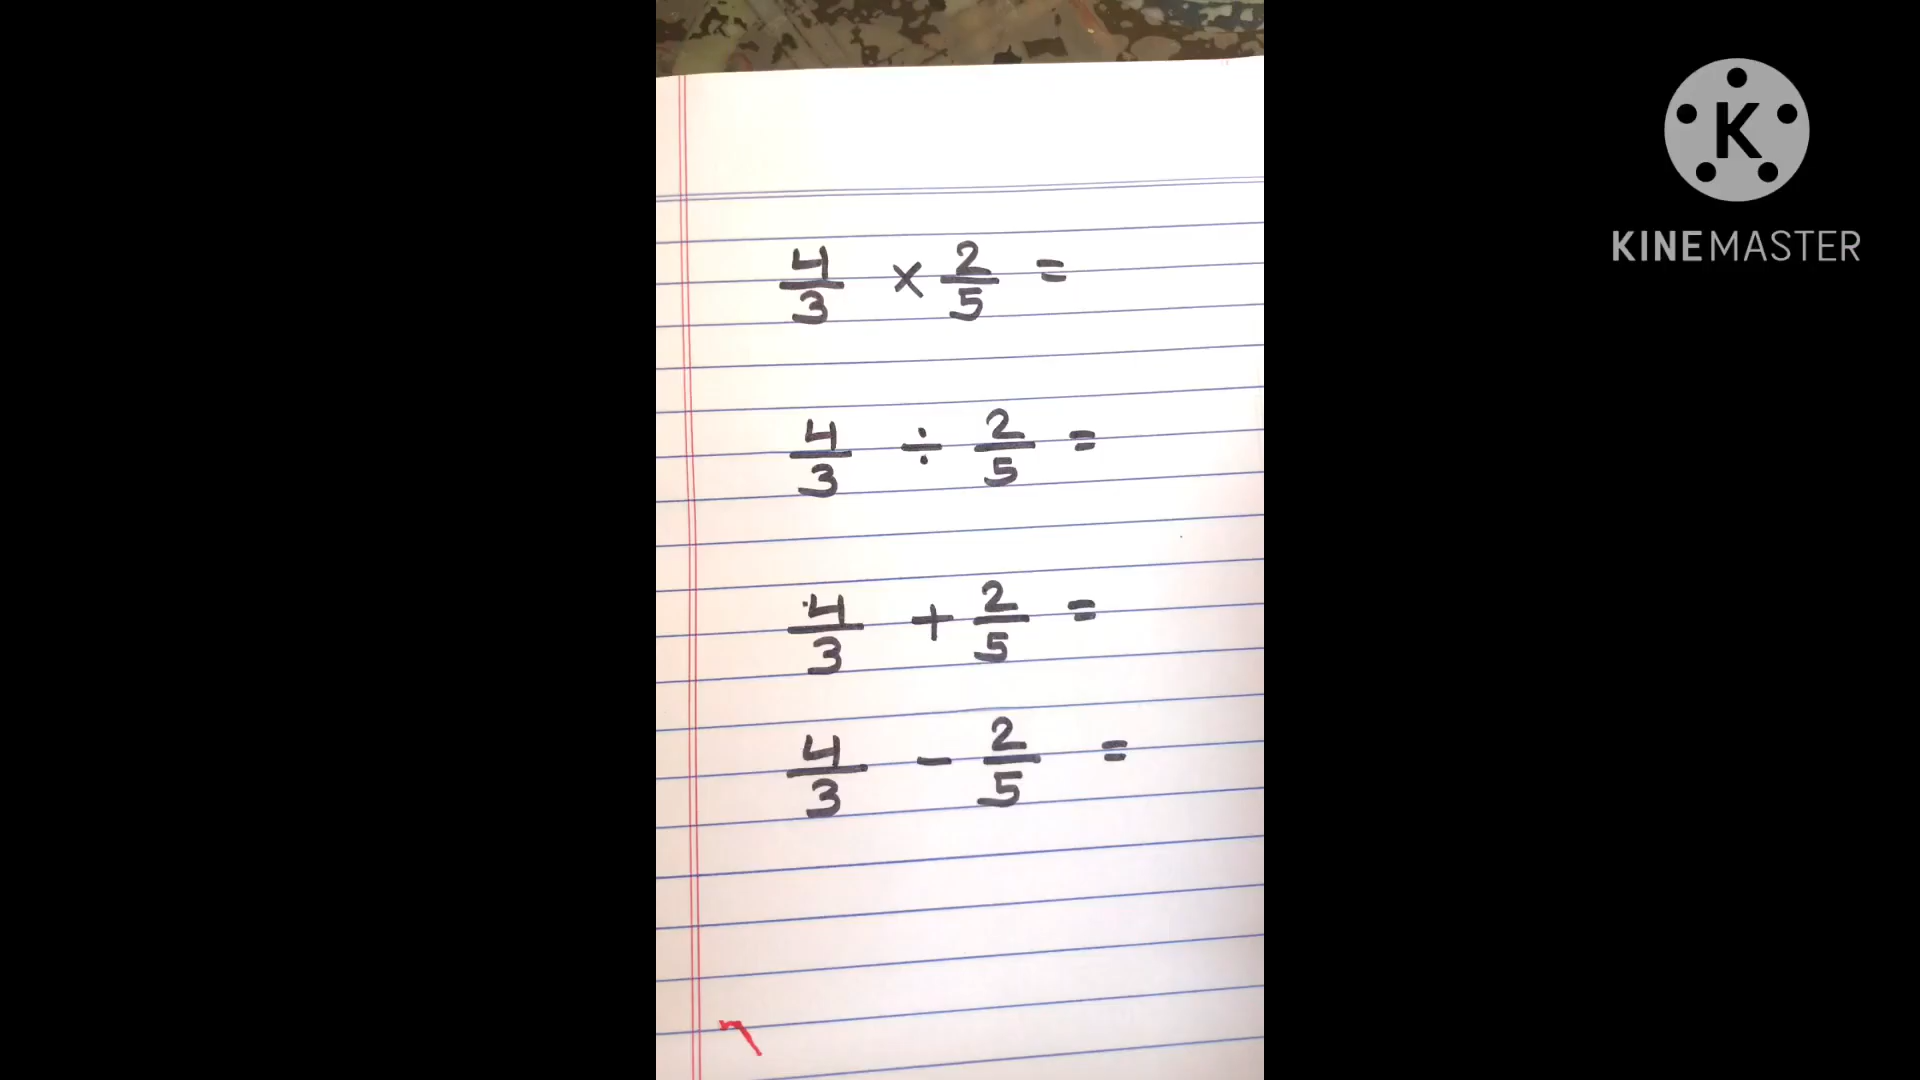 4/3 × 2/5 =
4/3 ÷ 2/5 =
4/3 + 2/5 =
4/3 - 2/5 =
K
KINEMASTER